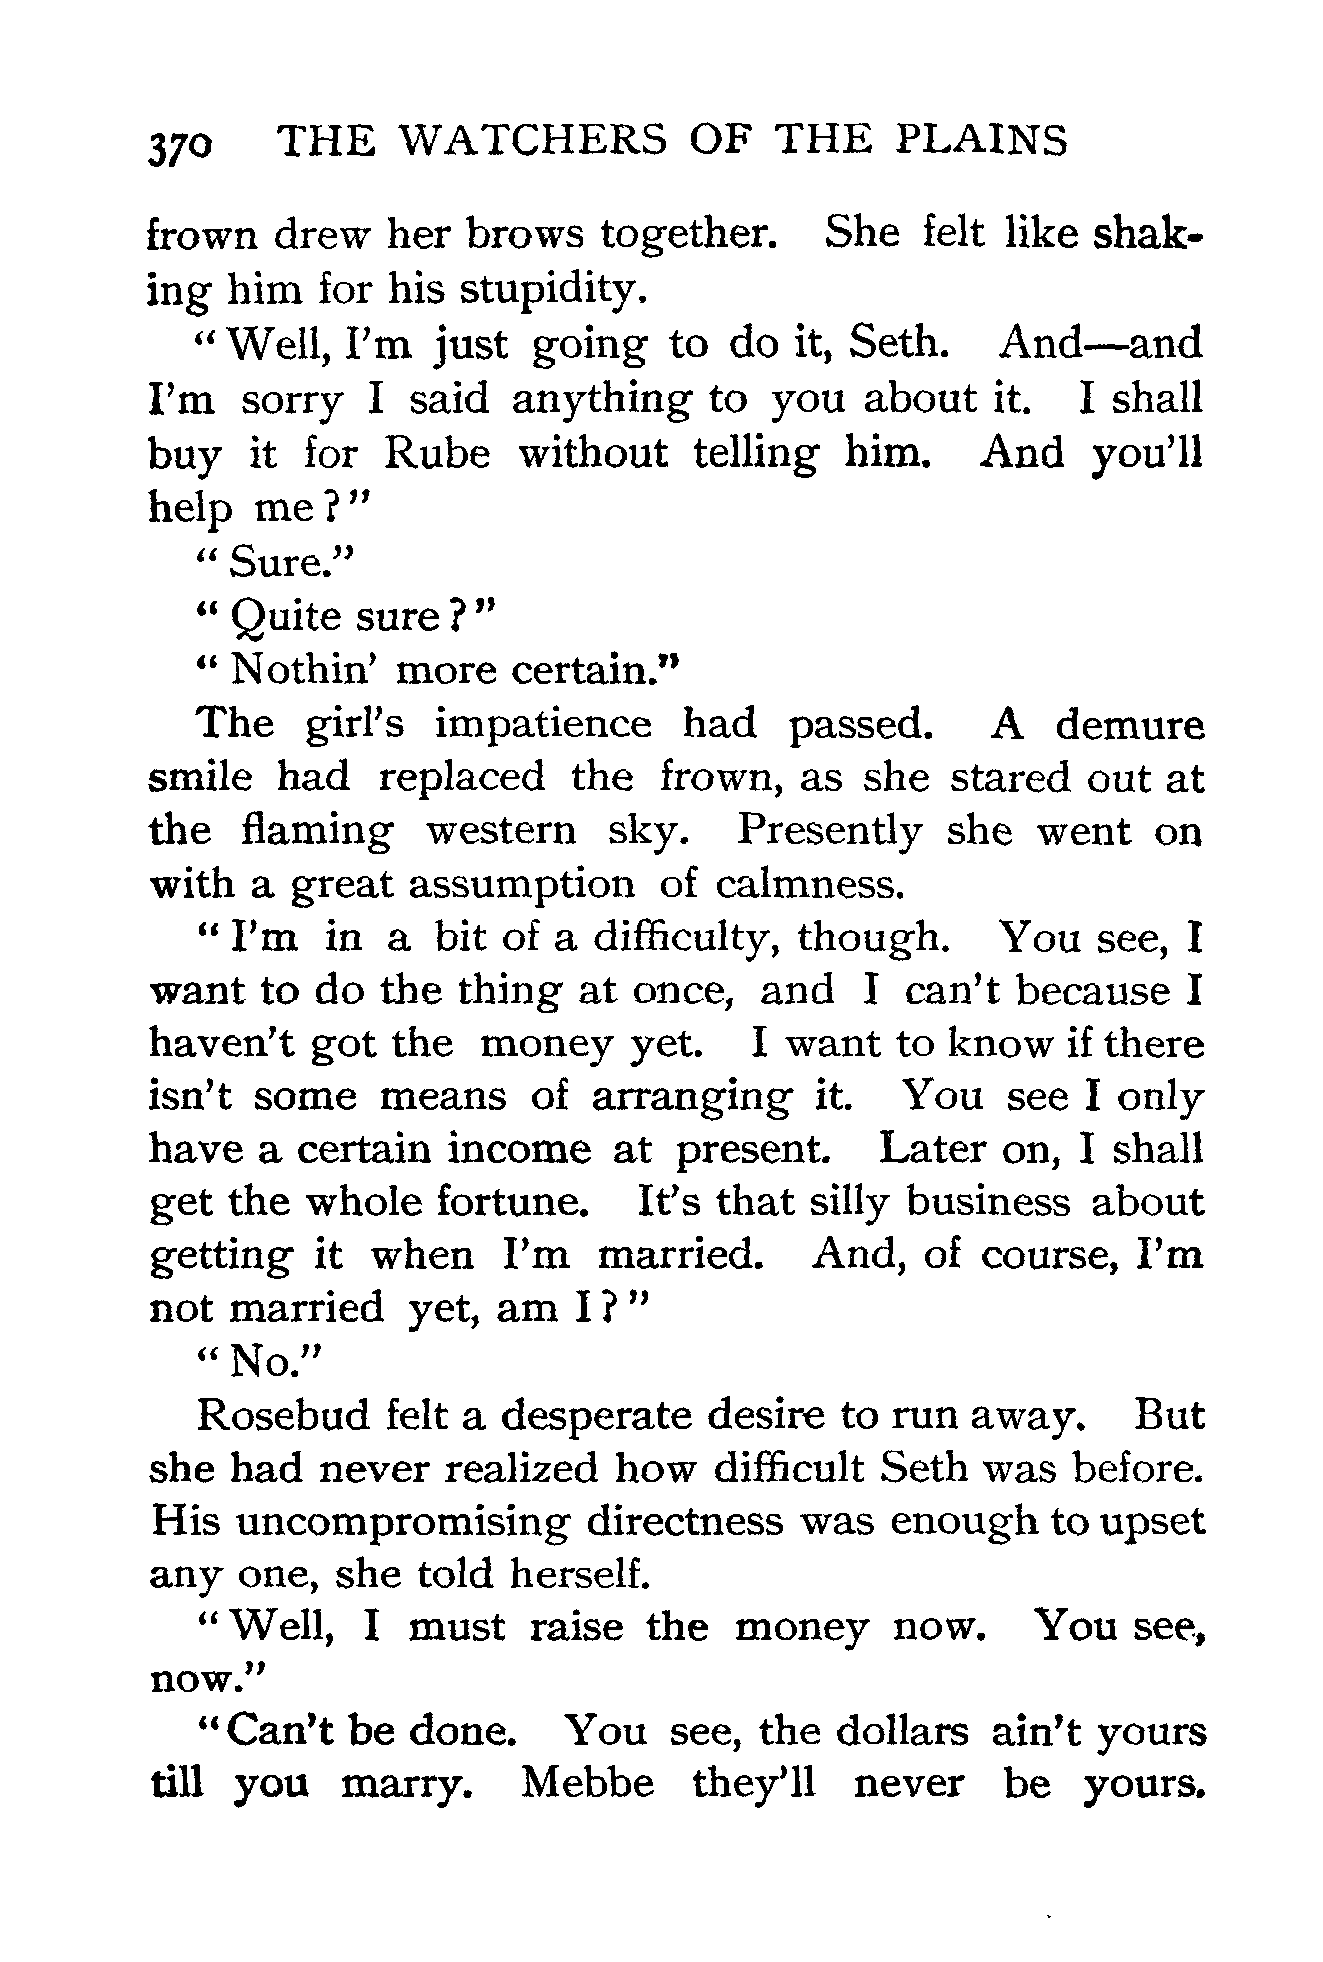 370 THE WATCHERS OF THE PLAINS
frown drew her brows together. She felt like shak-
ing him for his stupidity.
“Well, I’m just going to do it, Seth. And—and
I’m sorry I said anything to you about it. I shall
buy it for Rube without telling him. And you’ll
help me?”
“Sure.”
“Quite sure?”
“Nothin’ more certain.”
The girl’s impatience had passed. A demure
smile had replaced the frown, as she stared out at
the flaming western sky. Presently she went on
with a great assumption of calmness.
“I’m in a bit of a difficulty, though. You see, I
want to do the thing at once, and I can’t because I
haven’t got the money yet. I want to know if there
isn’t some means of arranging it. You see I only
have a certain income at present. Later on, I shall
get the whole fortune. It’s that silly business about
getting it when I’m married. And, of course, I’m
not married yet, am I?”
“No.”
Rosebud felt a desperate desire to run away. But
she had never realized how difficult Seth was before.
His uncompromising directness was enough to upset
any one, she told herself.
“Well, I must raise the money now. You see,
now.”
“Can’t be done. You see, the dollars ain’t yours
till you marry. Mebbe they’ll never be yours.